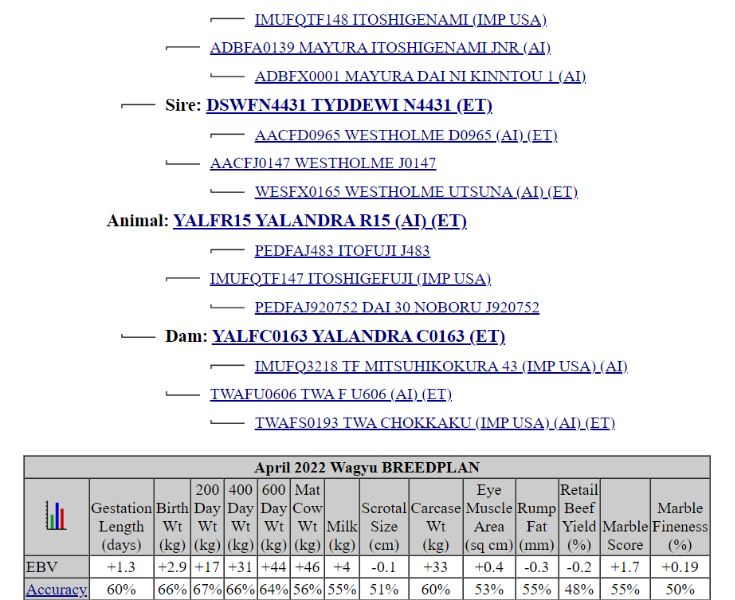 IMUFQTF148 ITOSHIGENAMI (IMP USA)
ADBFA0139 MAYURA ITOSHIGENAMI JNR (AI)
ADBFX0001 MAYURA DAI NI KINNTOU 1 (AI)
Sire: DSWFN4431 TYDDEWI N4431 (ET)
AACFD0965 WESTHOLME D0965 (AI) (ET)
AACFJ0147 WESTHOLME J0147
WESFX0165 WESTHOLME UTSUNA (AI) (ET)
Animal: YALFR15 YALANDRA R15 (AI) (ET)
PEDFAJ483 ITOFUJI J483
IMUFQTF147 ITOSHIGEFUJI (IMP USA)
PEDFAJ920752 DAI 30 NOBORU J920752
Dam: YALFC0163 YALANDRA C0163 (ET)
IMUFQ3218 TF MITSUHIKOKURA 43 (IMP USA) (AI)
TWAFU0606 TWA F U606 (AI) (ET)
TWAFS0193 TWA CHOKKAKU (IMP USA) (AI) (ET)
April 2022 Wagyu BREEDPLAN
Gestation Length (days) Birth Wt (kg) 200 Day Wt (kg) 400 Day Wt (kg) 600 Day Wt (kg) Mat Cow Wt (kg) Milk (kg) Scrotal Size (cm) Carcase Wt (kg) Eye Muscle Area (sq cm) Rump Fat (mm) Retail Beef Yield (%) Marble Score Marble Fineness (%)
EBV +1.3 +2.9 +17 +31 +44 +46 +4 -0.1 +33 +0.4 -0.3 -0.2 +1.7 +0.19
Accuracy 60% 66% 67% 66% 64% 56% 55% 51% 60% 53% 55% 48% 55% 50%